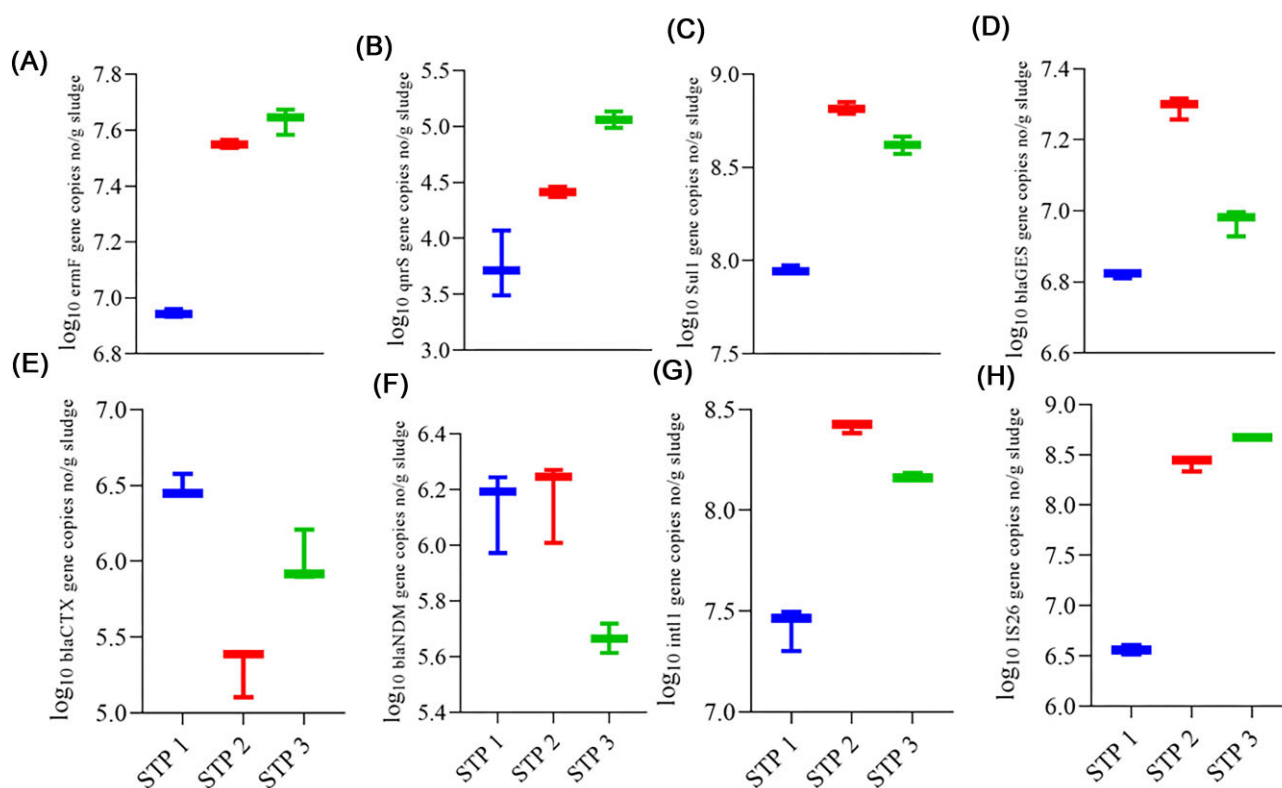 (A)
log10 ermF gene copies no/g sludge
7.8
7.6
7.4
7.2
7.0
6.8
(B)
log10 qnrS gene copies no/g sludge
5.5
5.0
4.5
4.0
3.5
3.0
(C)
log10 Sul1 gene copies no/g sludge
9.0
8.5
8.0
7.5
(D)
log10 blaGES gene copies no/g sludge
7.4
7.2
7.0
6.8
6.6
(E)
log10 blaCTX gene copies no/g sludge
7.0
6.5
6.0
5.5
5.0
STP 1
STP 2
STP 3
(F)
log10 blaNDM gene copies no/g sludge
6.4
6.2
6.0
5.8
5.6
5.4
STP 1
STP 2
STP 3
(G)
log10 intl1 gene copies no/g sludge
8.5
8.0
7.5
7.0
STP 1
STP 2
STP 3
(H)
log10 IS26 gene copies no/g sludge
9.0
8.5
8.0
7.5
7.0
6.5
6.0
STP 1
STP 2
STP 3